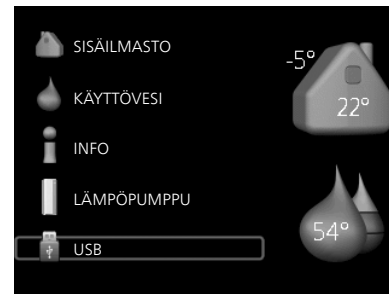 SISÄILMASTO
KÄYTTÖVESI
INFO
LÄMPÖPUMPPU
USB
-5°
22°
54°